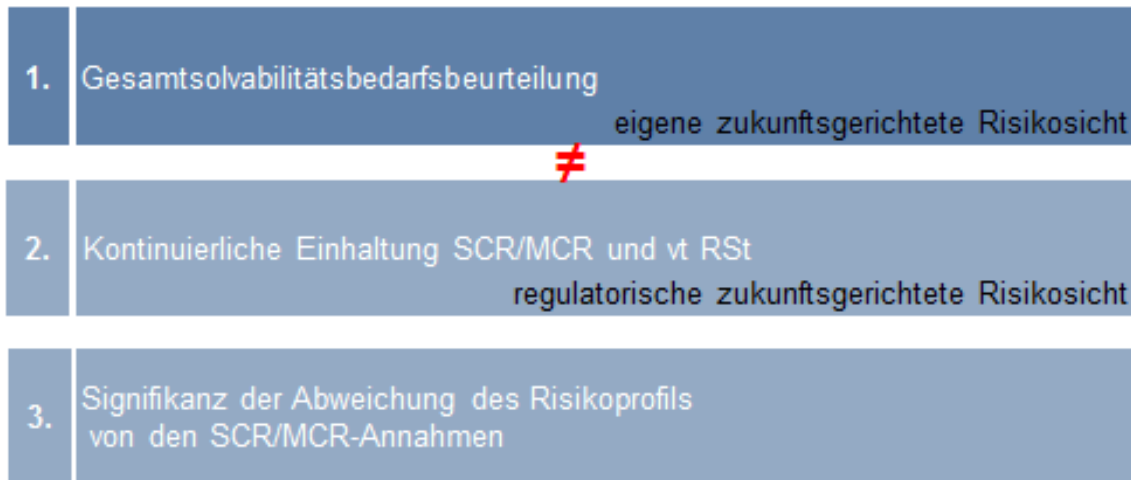 1. Gesamtsolvabilitätsbedarfsbeurteilung
eigene zukunftsgerichtete Risikosicht
≠
2. Kontinuierliche Einhaltung SCR/MCR und vt RSt
regulatorische zukunftsgerichtete Risikosicht
3. Signifikanz der Abweichung des Risikoprofils
von den SCR/MCR-Annahmen